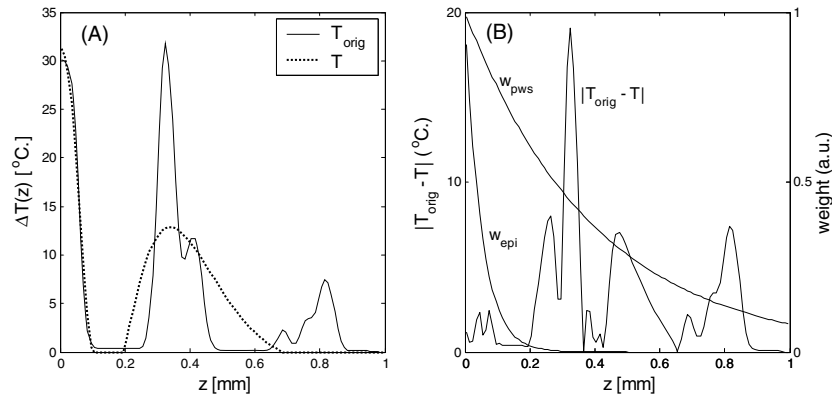 (A)
T_orig
T
ΔT(z) [°C.]
35
30
25
20
15
10
5
0
0 0.2 0.4 0.6 0.8 1
z [mm]
(B)
w_pws
|T_orig - T|
w_epi
|T_orig - T| (°C.)
20
10
0
0 0.2 0.4 0.6 0.8 1
z [mm]
1
0.5
0
weight (a.u.)